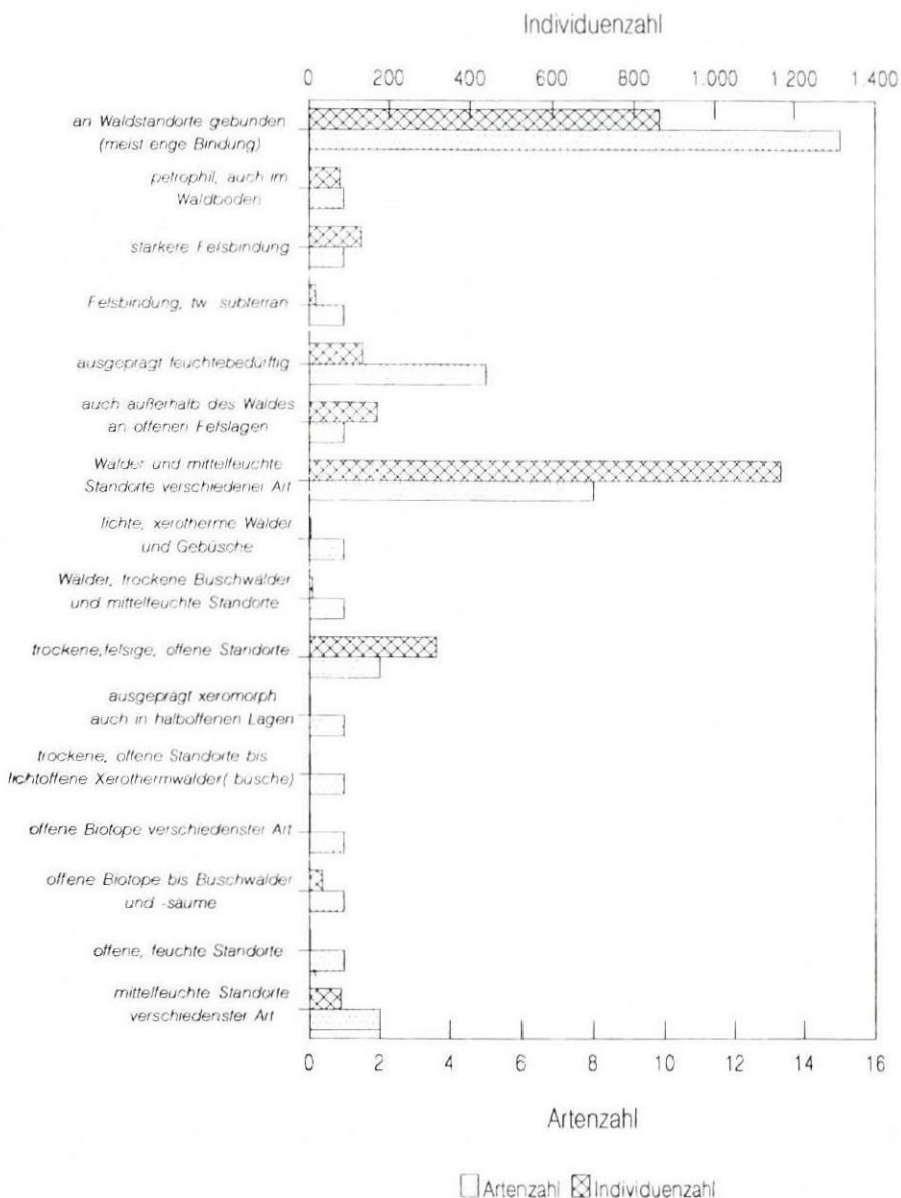 Individuenzahl
0 200 400 600 800 1.000 1.200 1.400
an Waldstandorte gebunden
(meist enge Bindung)
petrophil, auch im
Waldboden
stärkere Felsbindung
Felsbindung, tw. subterran
ausgeprägt feuchtebedürftig
auch außerhalb des Waldes
an offenen Felslagen
Wälder und mittelfeuchte
Standorte verschiedener Art
lichte, xerotherme Wälder
und Gebüsche
Wälder, trockene Buschwälder
und mittelfeuchte Standorte
trockene, felsige, offene Standorte
ausgeprägt xeromorph
auch in halboffenen Lagen
trockene, offene Standorte bis
lichtoffene Xerothermwälder(büsche)
offene Biotope verschiedenster Art
offene Biotope bis Buschwälder
und -säume
offene, feuchte Standorte
mittelfeuchte Standorte
verschiedenster Art
0 2 4 6 8 10 12 14 16
Artenzahl
Artenzahl Individuenzahl